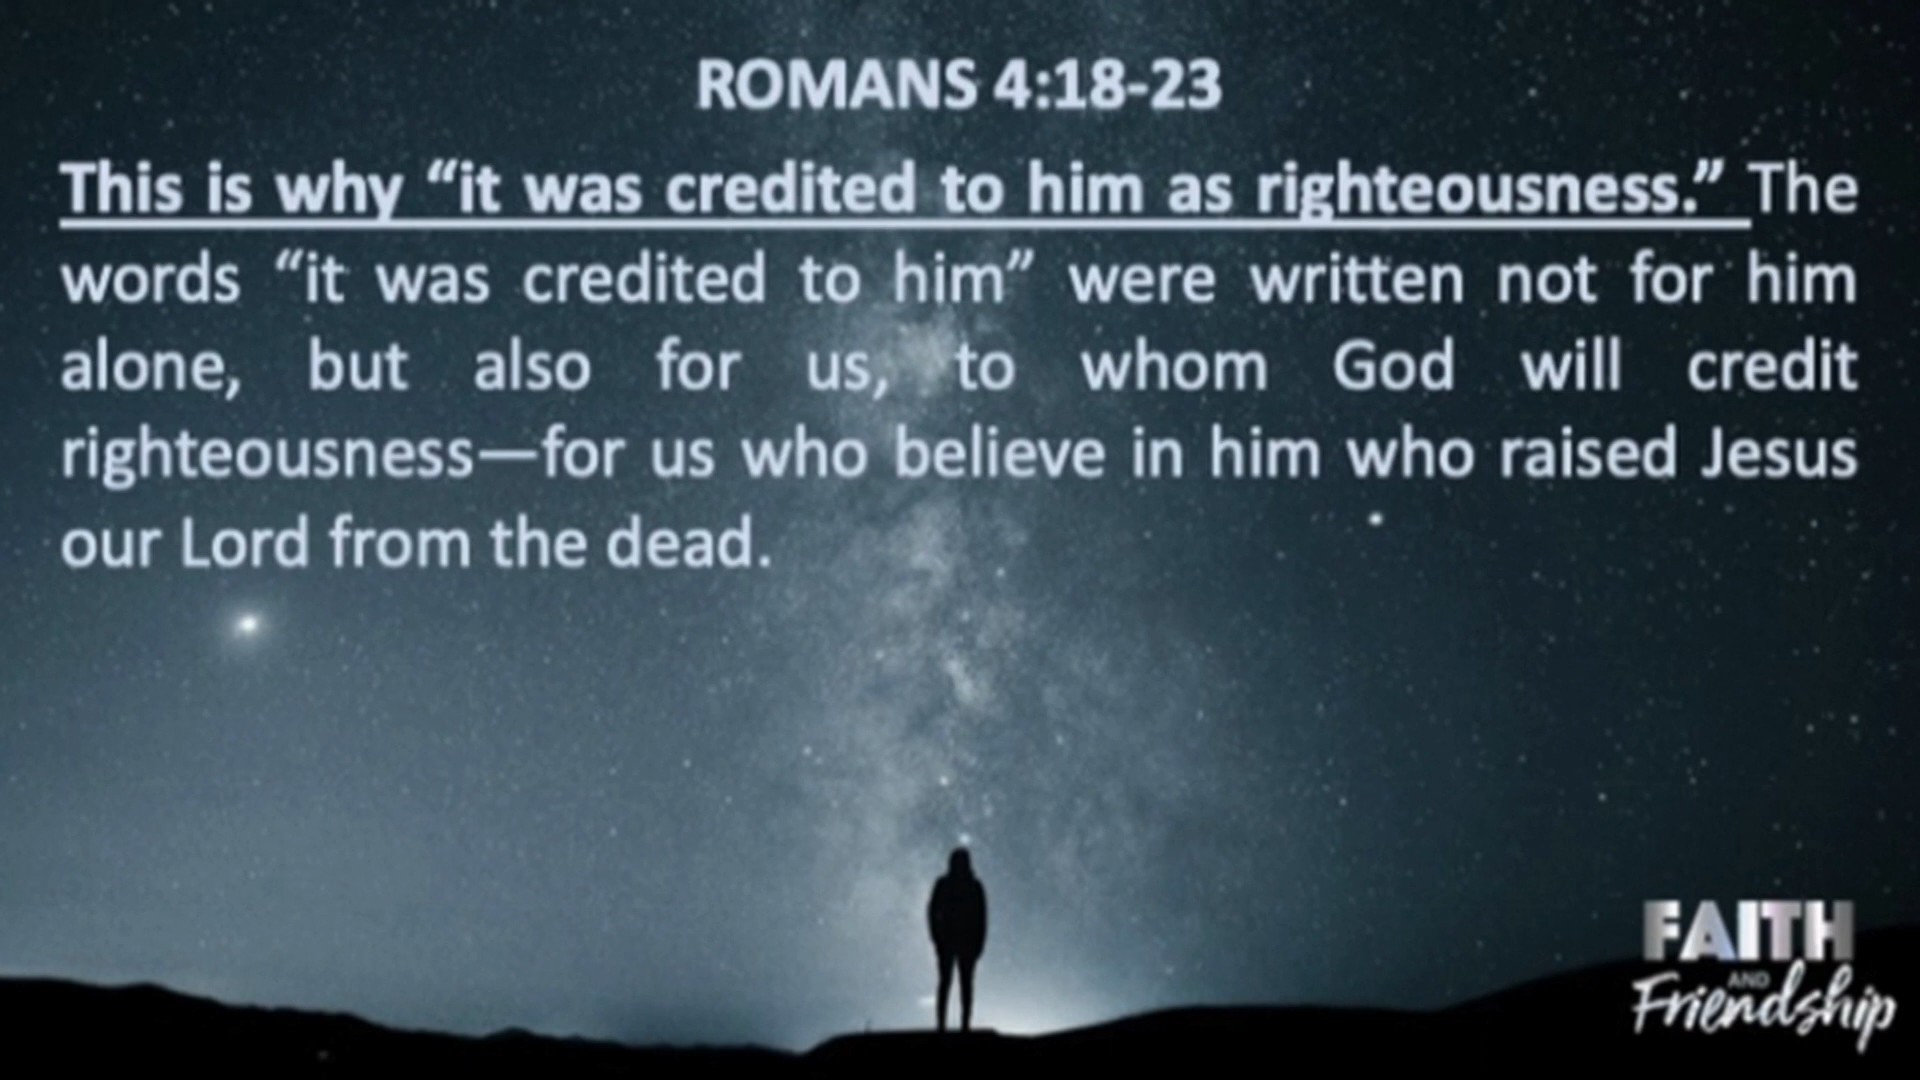 ROMANS 4:18-23
This is why “it was credited to him as righteousness.” The
words “it was credited to him” were written not for him
alone, but also for us, to whom God will credit
righteousness—for us who believe in him who raised Jesus
our Lord from the dead.
FAITH
AND
Friendship